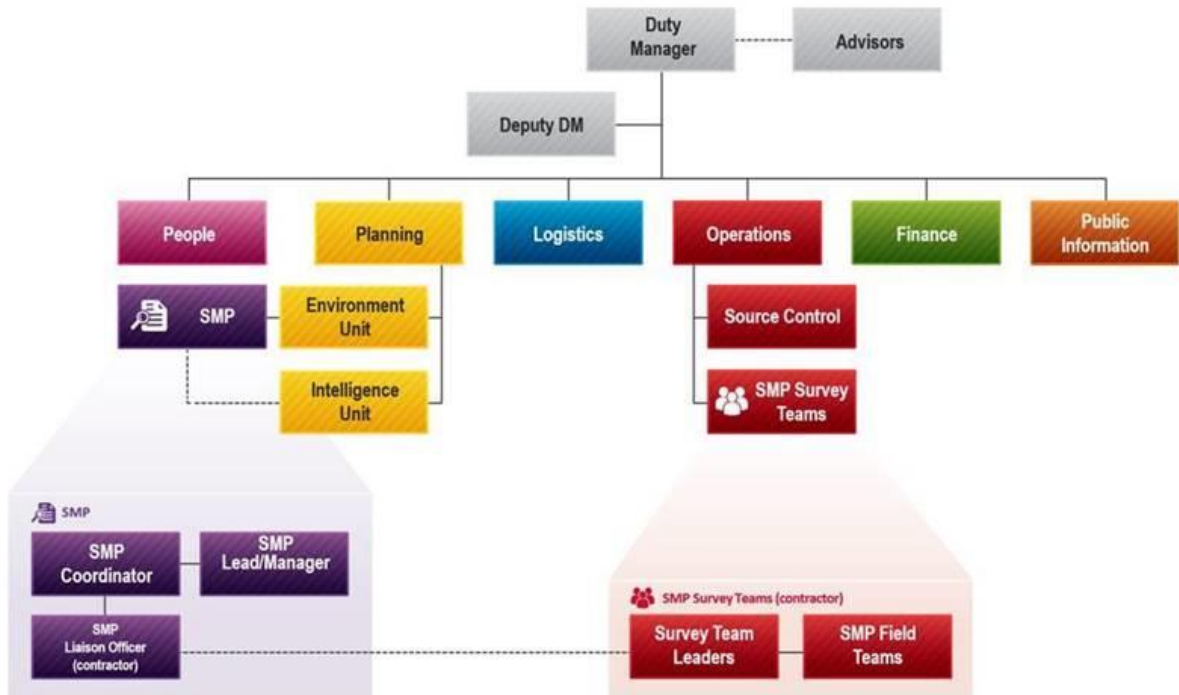 Duty
Manager
Advisors
Deputy DM
People
Planning
Logistics
Operations
Finance
Public
Information
SMP
Environment
Unit
Source Control
Intelligence
Unit
SMP Survey
Teams
SMP
SMP
Coordinator
SMP
Lead/Manager
SMP
Liaison Officer
(contractor)
SMP Survey Teams (contractor)
Survey Team
Leaders
SMP Field
Teams